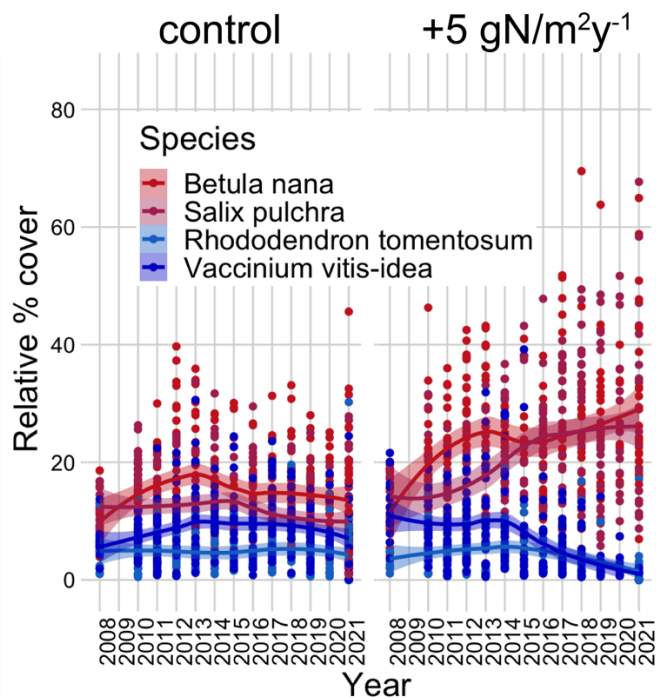 control
+5 gN/m²y⁻¹
Relative % cover
80
60
40
20
0
Species
Betula nana
Salix pulchra
Rhododendron tomentosum
Vaccinium vitis-idea
2008 2009 2010 2011 2012 2013 2014 2015 2016 2017 2018 2019 2020 2021
2008 2009 2010 2011 2012 2013 2014 2015 2016 2017 2018 2019 2020 2021
Year